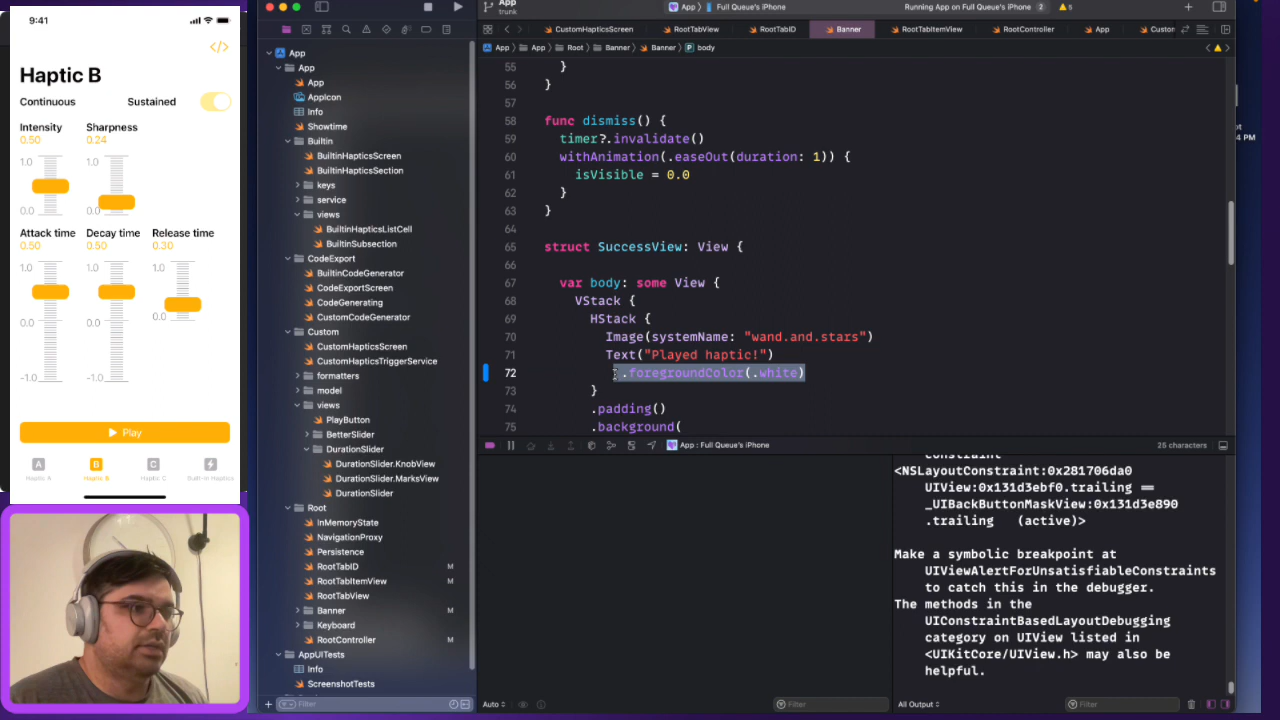 9:41
Haptic B
Continuous
Sustained
Intensity
Sharpness
0.50
0.24
1.0
1.0
0.0
0.0
Attack time
Decay time
Release time
0.50
0.50
0.30
1.0
1.0
1.0
0.0
0.0
0.0
-1.0
-1.0
Play
A
B
C
Haptic A
Haptic B
Haptic C
Built-in Haptics
App
trunk
App
Full Queue's iPhone
Running App on Full Queue's iPhone
2
5
CustomHapticsScreen
RootTabView
RootTabID
Banner
RootTabItemView
RootController
App
Custon
App
App
Root
Banner
Banner
P
body
App
App
App
AppIcon
Info
Showtime
Builtin
BuiltinHapticsScreen
BuiltinHapticsSection
keys
service
views
BuiltinHapticsListCell
BuiltinSubsection
CodeExport
BuiltinCodeGenerator
CodeExportScreen
CodeGenerating
CustomCodeGenerator
Custom
CustomHapticsScreen
CustomHapticsTriggerService
formatters
model
views
PlayButton
BetterSlider
DurationSlider
DurationSlider.KnobView
DurationSlider.MarksView
DurationSlider
Root
InMemoryState
NavigationProxy
Persistence
RootTabID M
RootTabItemView M
RootTabView
Banner M
Keyboard
RootController M
AppUITests
Info
ScreenshotTests
Filter
55 }
56 }
57
58 func dismiss() {
59 timer?.invalidate()
60 withAnimation(.easeOut(duration: 1)) {
61 isVisible = 0.0
62 }
63 }
64
65 struct SuccessView: View {
66
67 var body: some View {
68 VStack {
69 HStack {
70 Image(systemName: "wand.and.stars")
71 Text("Played haptic!")
72 .foregroundColor(.white)
73 }
74 .padding()
75 .background(
App : Full Queue's iPhone
25 characters
constraint
<NSLayoutConstraint:0x281706da0
UIView:0x131d3ebf0.trailing ==
_UIBackButtonMaskView:0x131d3e890
.trailing (active)>
Make a symbolic breakpoint at
UIViewAlertForUnsatisfiableConstraints
to catch this in the debugger.
The methods in the
UIConstraintBasedLayoutDebugging
category on UIView listed in
<UIKitCore/UIView.h> may also be
helpful.
Auto
Filter
All Output
Filter
ot
4 PM